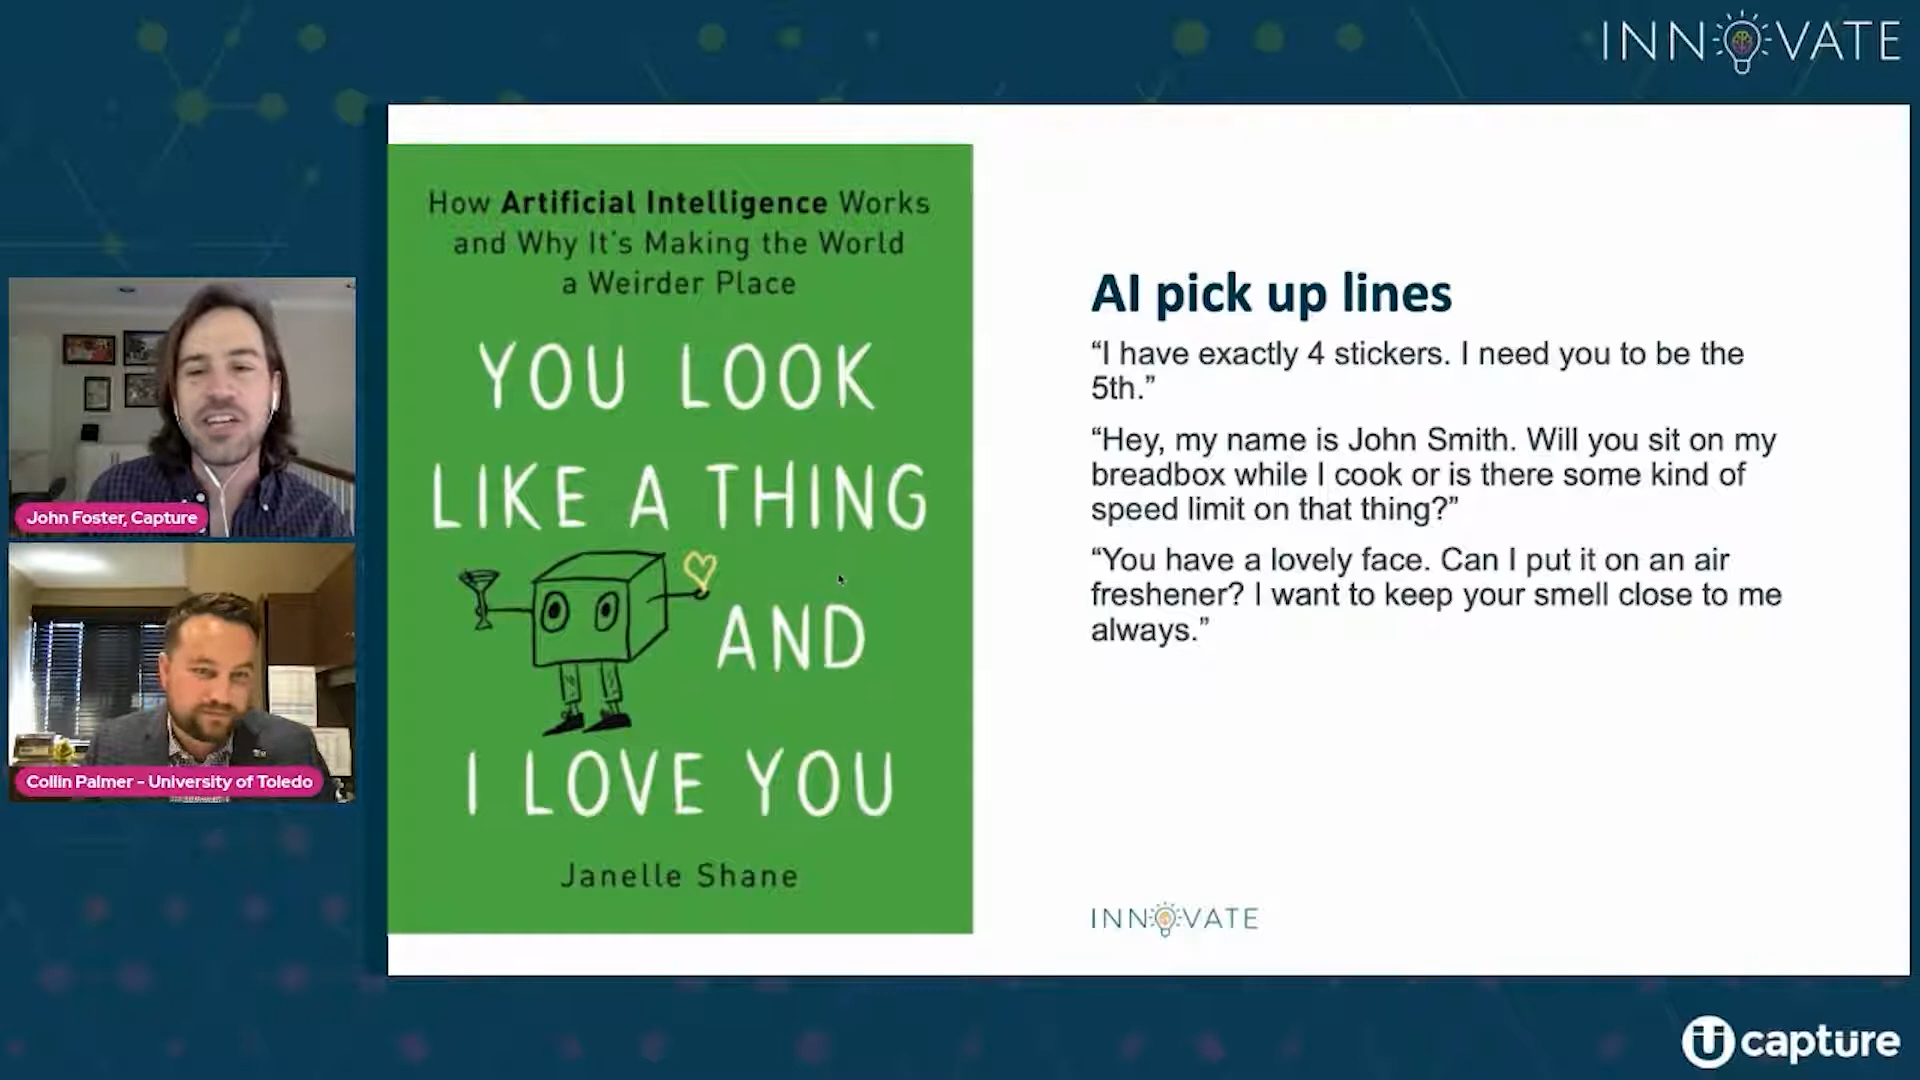 INNOVATE
How Artificial Intelligence Works
and Why It's Making the World
a Weirder Place
YOU LOOK
LIKE A THING
AND
I LOVE YOU
Janelle Shane
AI pick up lines
“I have exactly 4 stickers. I need you to be the
5th.”
“Hey, my name is John Smith. Will you sit on my
breadbox while I cook or is there some kind of
speed limit on that thing?”
“You have a lovely face. Can I put it on an air
freshener? I want to keep your smell close to me
always.”
INNOVATE
John Foster, Capture
Collin Palmer - University of Toledo
capture